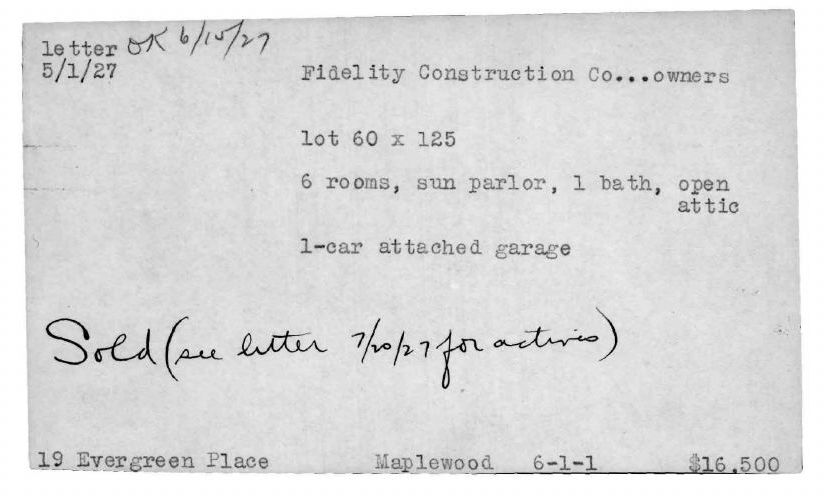 letter OK 6/15/27
5/1/27
Fidelity Construction Co...owners
lot 60 x 125
6 rooms, sun parlor, 1 bath, open
attic
1-car attached garage
Sold (see letter 7/20/27 for actives)
19 Evergreen Place Maplewood 6-1-1 $16,500